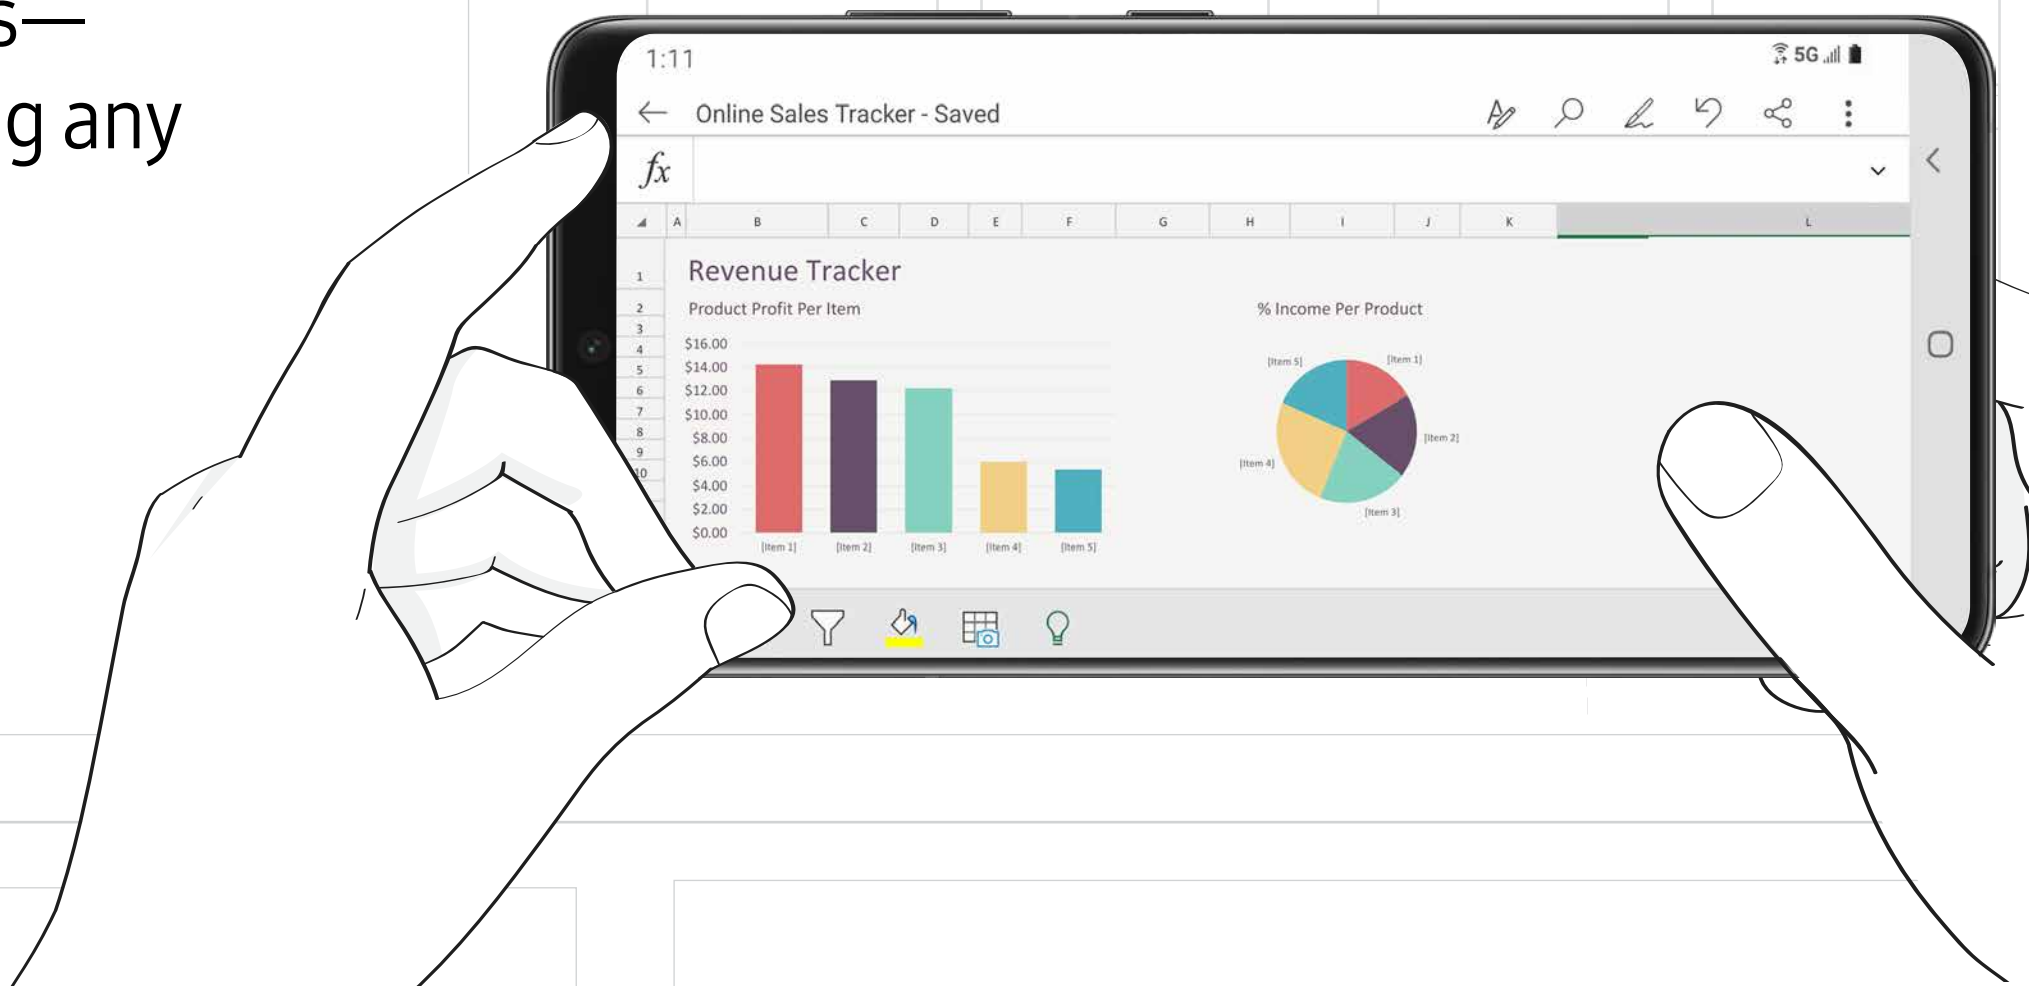 s—
g any
1:11
5G
Online Sales Tracker - Saved
fx
A B C D E F G H I J K L
1
Revenue Tracker
2
Product Profit Per Item
% Income Per Product
3
4
5
6
7
8
9
10
$16.00
$14.00
$12.00
$10.00
$8.00
$6.00
$4.00
$2.00
$0.00
[Item 1] [Item 2] [Item 3] [Item 4] [Item 5]
[Item 5] [Item 1]
[Item 2]
[Item 4]
[Item 3]